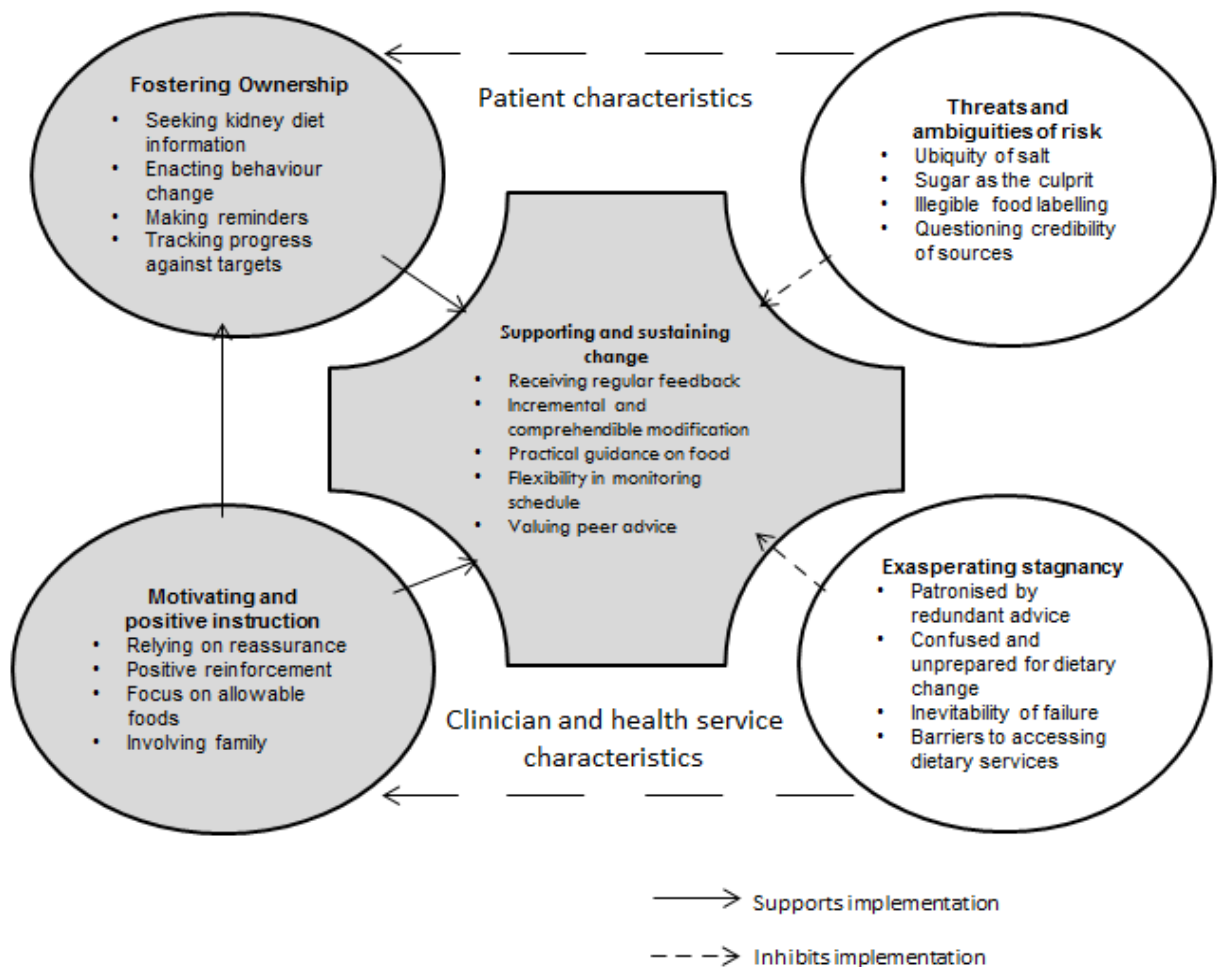 Fostering Ownership
• Seeking kidney diet
information
• Enacting behaviour
change
• Making reminders
• Tracking progress
against targets
Patient characteristics
Threats and
ambiguities of risk
• Ubiquity of salt
• Sugar as the culprit
• Illegible food labelling
• Questioning credibility
of sources
Supporting and sustaining
change
• Receiving regular feedback
• Incremental and
comprehendible modification
• Practical guidance on food
• Flexibility in monitoring
schedule
• Valuing peer advice
Motivating and
positive instruction
• Relying on reassurance
• Positive reinforcement
• Focus on allowable
foods
• Involving family
Clinician and health service
characteristics
Exasperating stagnancy
• Patronised by
redundant advice
• Confused and
unprepared for dietary
change
• Inevitability of failure
• Barriers to accessing
dietary services
Supports implementation
Inhibits implementation